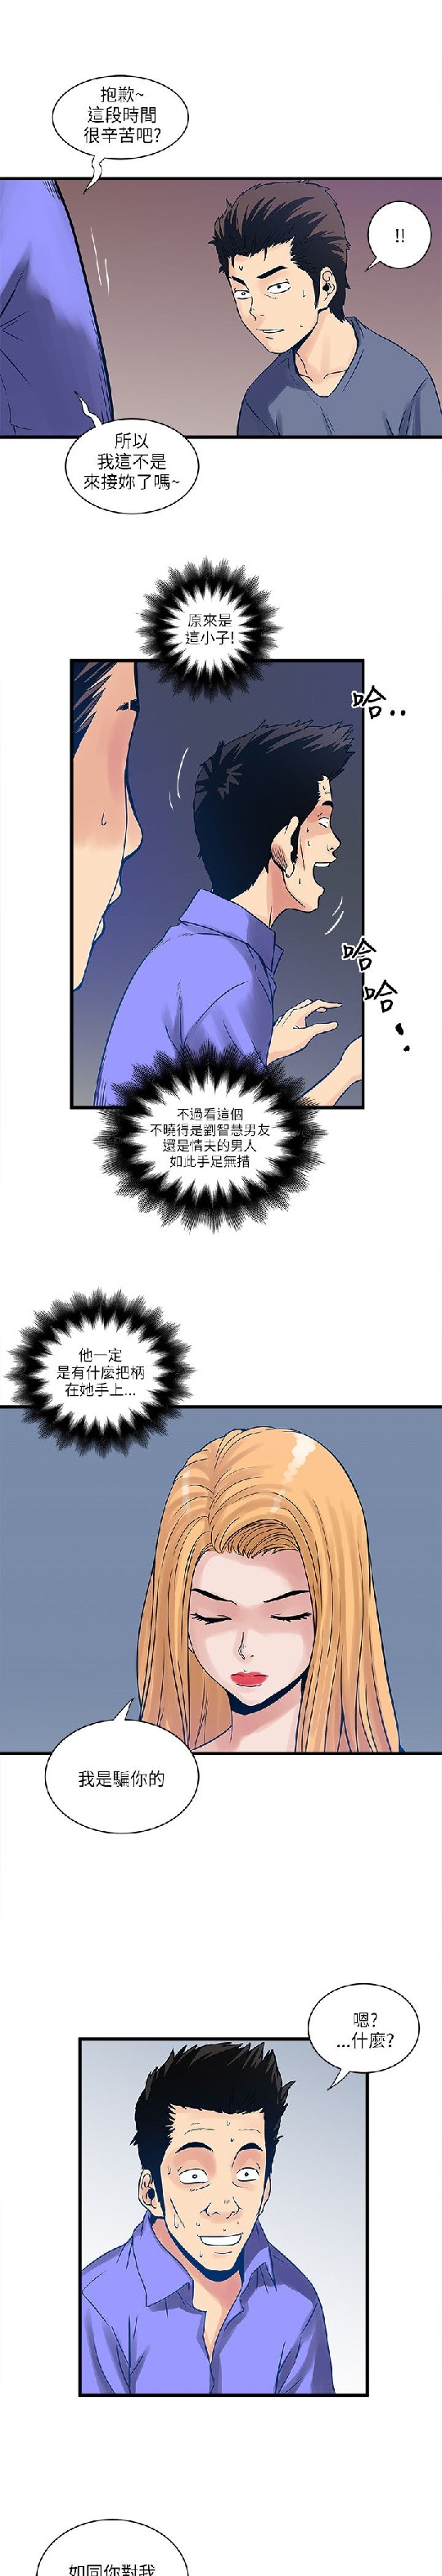 抱歉~
這段時間
很辛苦吧?
!!
所以
我這不是
來接妳了嗎~
原來是
這小子!
哈..
哈
哈
不過看這個
不曉得是劉智慧男友
還是情夫的男人
如此手足無措
他一定
是有什麼把柄
在她手上...
我是騙你的
嗯?
...什麼?
如同你對我